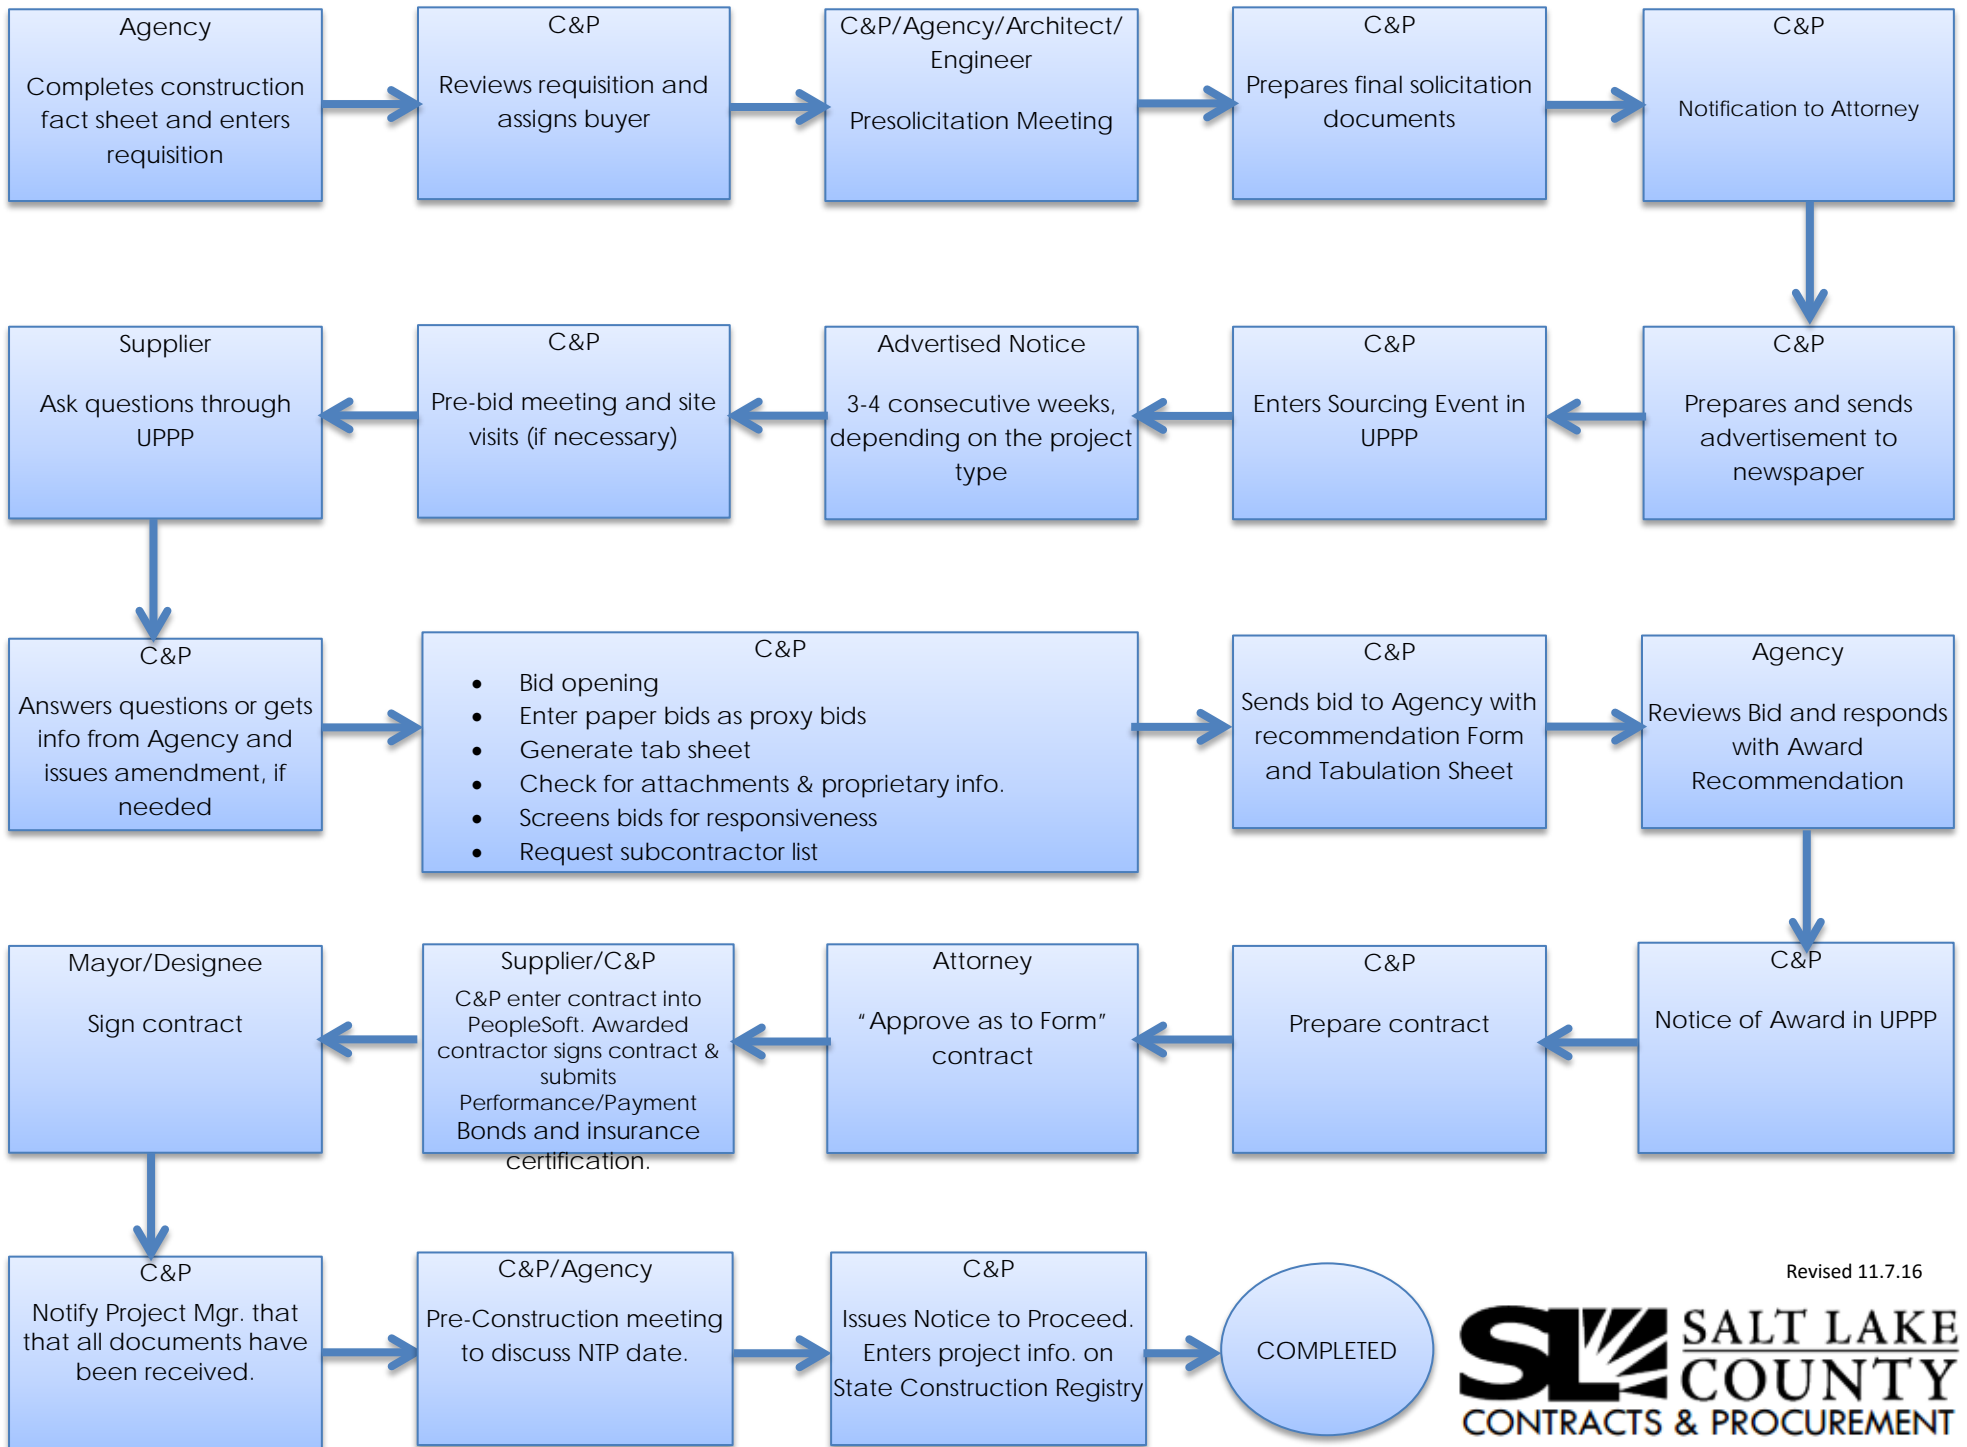 Agency
Completes construction
fact sheet and enters
requisition
C&P
Reviews requisition and
assigns buyer
C&P/Agency/Architect/
Engineer
Presolicitation Meeting
C&P
Prepares final solicitation
documents
C&P
Notification to Attorney
Supplier
Ask questions through
UPPP
C&P
Pre-bid meeting and site
visits (if necessary)
Advertised Notice
3-4 consecutive weeks,
depending on the project
type
C&P
Enters Sourcing Event in
UPPP
C&P
Prepares and sends
advertisement to
newspaper
C&P
Answers questions or gets
info from Agency and
issues amendment, if
needed
C&P
• Bid opening
• Enter paper bids as proxy bids
• Generate tab sheet
• Check for attachments & proprietary info.
• Screens bids for responsiveness
• Request subcontractor list
C&P
Sends bid to Agency with
recommendation Form
and Tabulation Sheet
Agency
Reviews Bid and responds
with Award
Recommendation
Mayor/Designee
Sign contract
Supplier/C&P
C&P enter contract into
PeopleSoft. Awarded
contractor signs contract &
submits
Performance/Payment
Bonds and insurance
certification.
Attorney
“Approve as to Form”
contract
C&P
Prepare contract
C&P
Notice of Award in UPPP
C&P
Notify Project Mgr. that
that all documents have
been received.
C&P/Agency
Pre-Construction meeting
to discuss NTP date.
C&P
Issues Notice to Proceed.
Enters project info. on
State Construction Registry
COMPLETED
Revised 11.7.16
SL SALT LAKE
COUNTY
CONTRACTS & PROCUREMENT